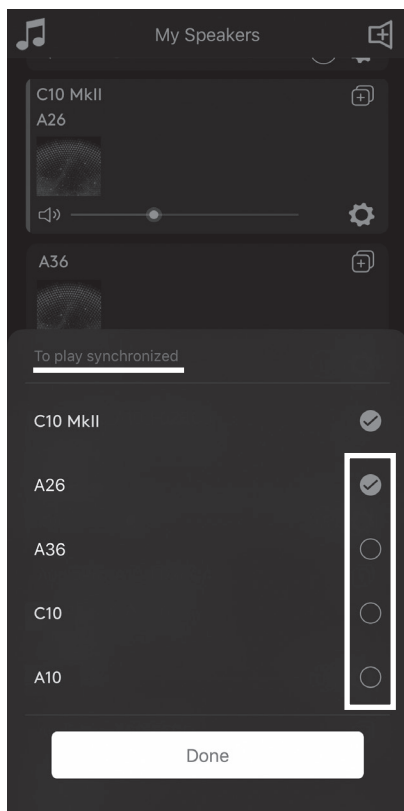 My Speakers
C10 MkII
A26
A36
To play synchronized
C10 MkII
A26
A36
C10
A10
Done